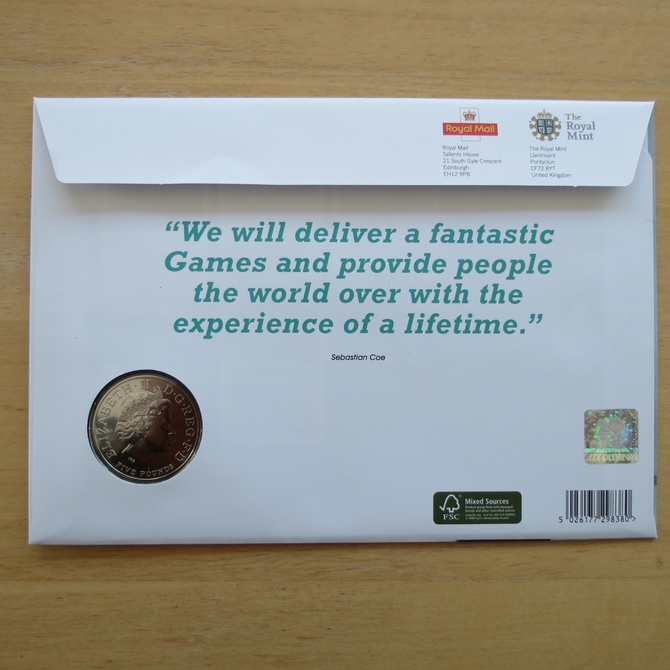 Royal Mail
The
Royal
Mint
Royal Mail
Tallents House
21 South Gyle Crescent
Edinburgh
EH12 9PB
The Royal Mint
Llantrisant
Pontyclun
CF72 8YT
United Kingdom
“We will deliver a fantastic
Games and provide people
the world over with the
experience of a lifetime.”
Sebastian Coe
ELIZABETH·II·D·G·REG·F·D
FIVE POUNDS
FSC
Mixed Sources
5 026177 298380 >